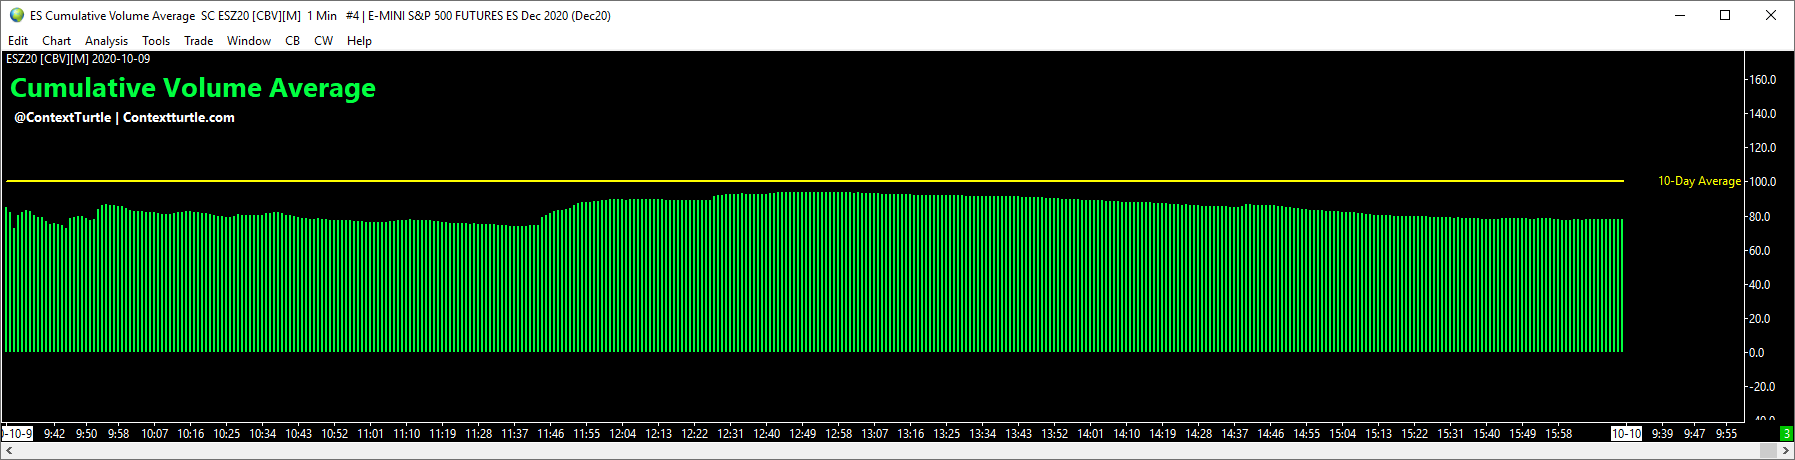 ES Cumulative Volume Average SC ESZ20 [CBV][M] 1 Min #4 | E-MINI S&P 500 FUTURES ES Dec 2020 (Dec20)
Edit Chart Analysis Tools Trade Window CB CW Help
ESZ20 [CBV][M] 2020-10-09
Cumulative Volume Average
@ContextTurtle | Contextturtle.com
160.0
140.0
120.0
10-Day Average 100.0
80.0
60.0
40.0
20.0
0.0
-20.0
-40.0
0-10-9 9:42 9:50 9:58 10:07 10:16 10:25 10:34 10:43 10:52 11:01 11:10 11:19 11:28 11:37 11:46 11:55 12:04 12:13 12:22 12:31 12:40 12:49 12:58 13:07 13:16 13:25 13:34 13:43 13:52 14:01 14:10 14:19 14:28 14:37 14:46 14:55 15:04 15:13 15:22 15:31 15:40 15:49 15:58 10-10 9:39 9:47 9:55 3